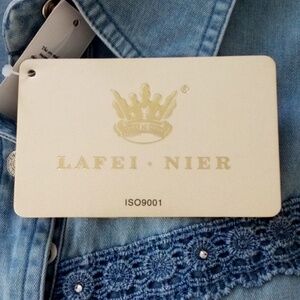 ®
LAFEI · NIER
ISO9001